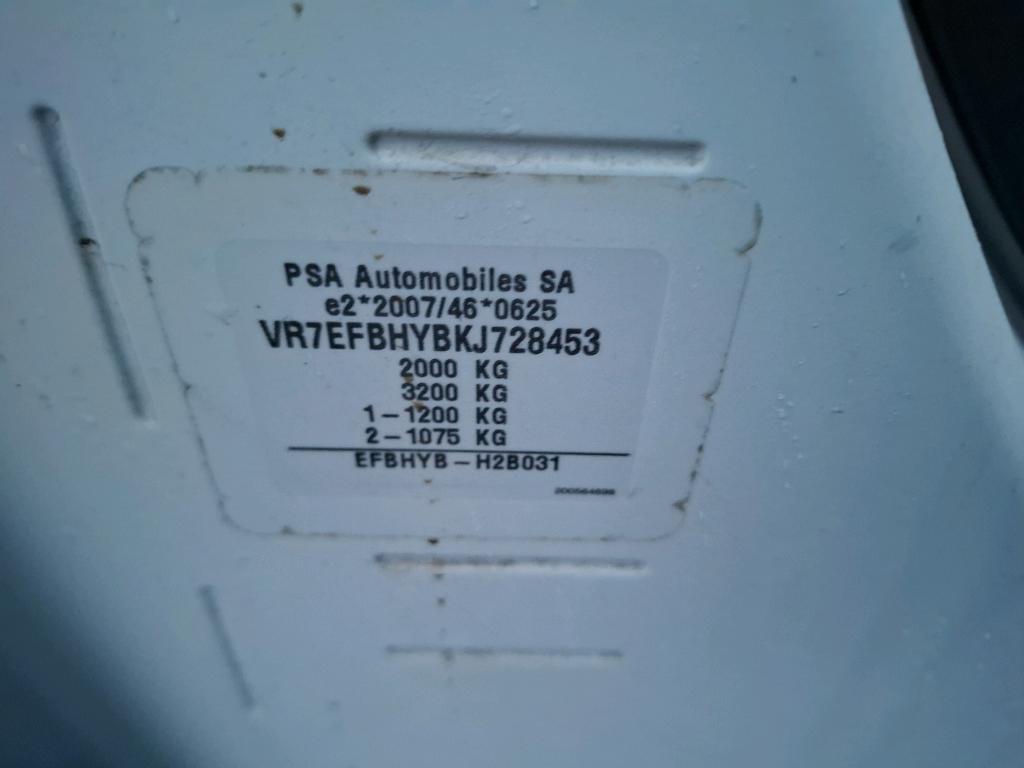 PSA Automobiles SA
e2*2007/46*0625
VR7EFBHYBKJ728453
2000 KG
3200 KG
1-1200 KG
2-1075 KG
EFBHYB-H2B031